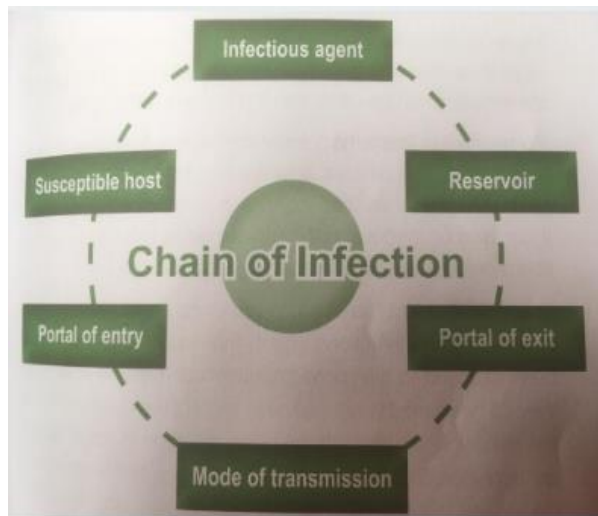 Infectious agent
Susceptible host
Reservoir
Chain of Infection
Portal of entry
Portal of exit
Mode of transmission